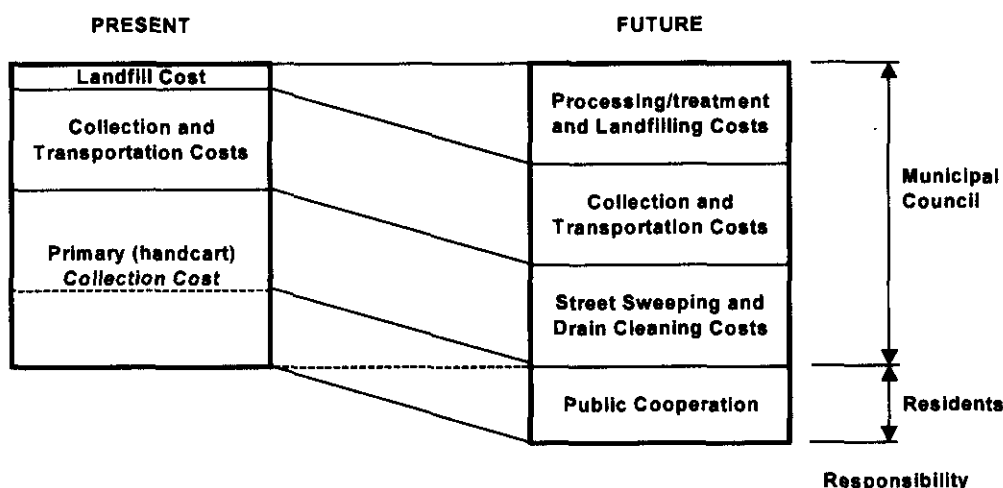 PRESENT
FUTURE
Landfill Cost
Collection and
Transportation Costs
Primary (handcart)
Collection Cost
Processing/treatment
and Landfilling Costs
Collection and
Transportation Costs
Street Sweeping and
Drain Cleaning Costs
Public Cooperation
Municipal
Council
Residents
Responsibility